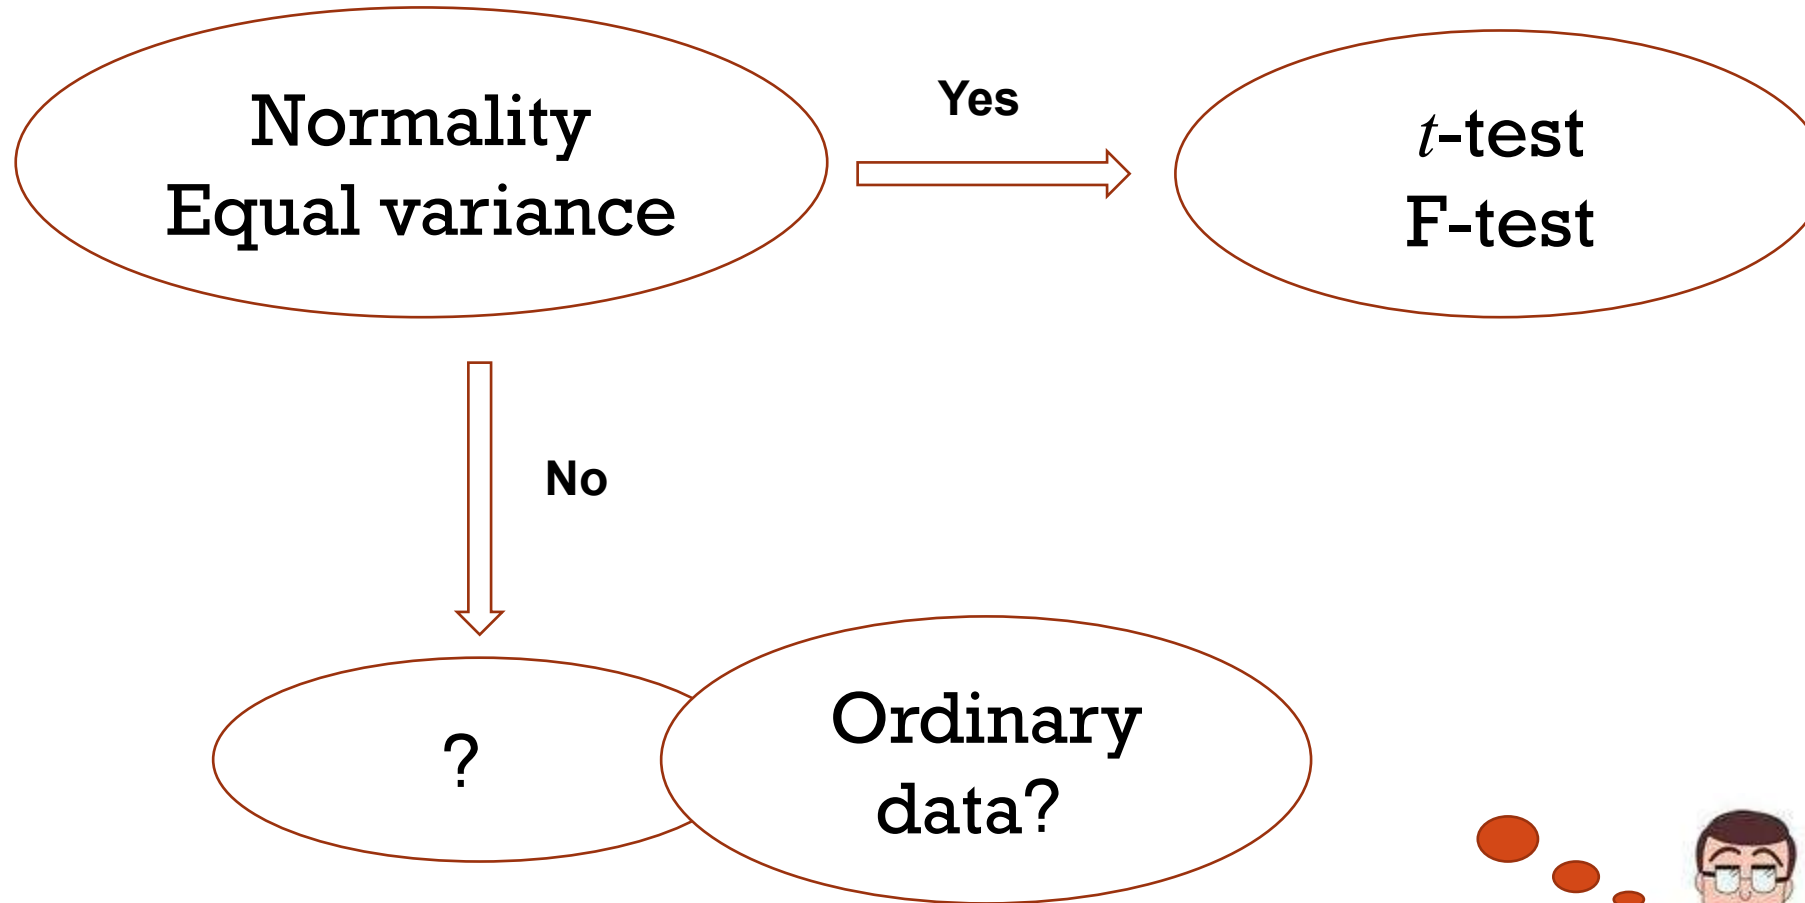 Normality
Equal variance
Yes
t-test
F-test
No
?
Ordinary
data?